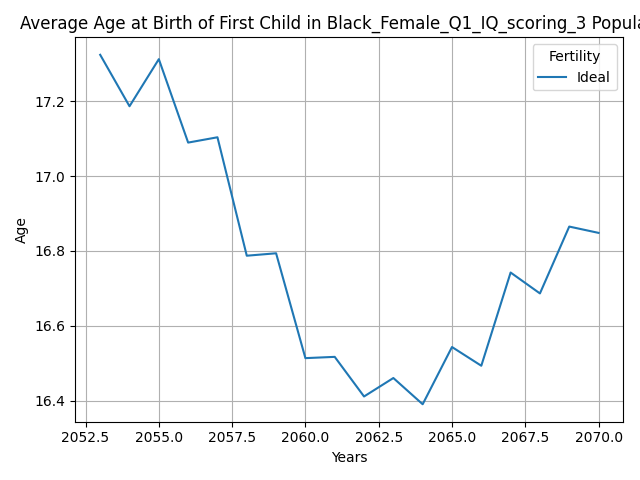 Average Age at Birth of First Child in Black_Female_Q1_IQ_scoring_3 Popula
Fertility
Ideal
Age
17.2
17.0
16.8
16.6
16.4
2052.5 2055.0 2057.5 2060.0 2062.5 2065.0 2067.5 2070.0
Years